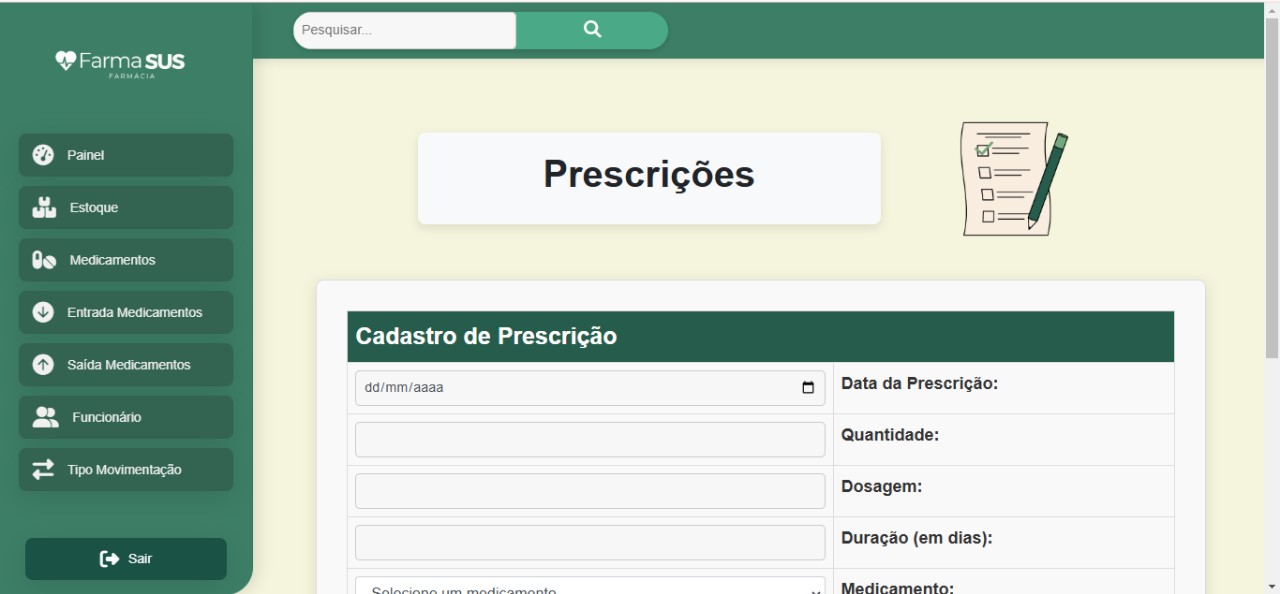 Pesquisar...
Farma SUS
FARMÁCIA
Painel
Estoque
Medicamentos
Entrada Medicamentos
Saída Medicamentos
Funcionário
Tipo Movimentação
Sair
Prescrições
Cadastro de Prescrição
dd/mm/aaaa
Data da Prescrição:
Quantidade:
Dosagem:
Duração (em dias):
Selecione um medicamento
Medicamento: